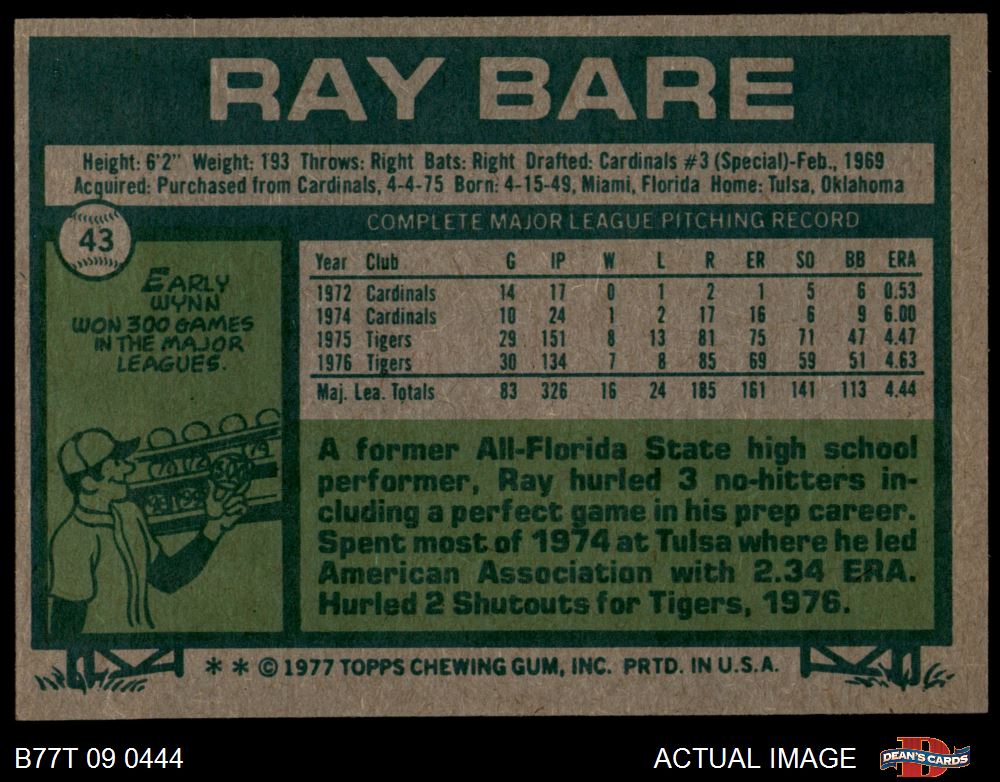 RAY BARE
Height: 6'2" Weight: 193 Throws: Right Bats: Right Drafted: Cardinals #3 (Special)-Feb., 1969
Acquired: Purchased from Cardinals, 4-4-75 Born: 4-15-49, Miami, Florida Home: Tulsa, Oklahoma
43
EARLY
WYNN
WON 300 GAMES
IN THE MAJOR
LEAGUES.
COMPLETE MAJOR LEAGUE PITCHING RECORD
Year Club G IP W L R ER SO BB ERA
1972 Cardinals 14 17 0 1 2 1 5 6 0.53
1974 Cardinals 10 24 1 2 17 16 6 9 6.00
1975 Tigers 29 151 8 13 81 75 71 47 4.47
1976 Tigers 30 134 7 8 85 69 59 51 4.63
Maj. Lea. Totals 83 326 16 24 185 161 141 113 4.44
A former All-Florida State high school
performer, Ray hurled 3 no-hitters in-
cluding a perfect game in his prep career.
Spent most of 1974 at Tulsa where he led
American Association with 2.34 ERA.
Hurled 2 Shutouts for Tigers, 1976.
* * © 1977 TOPPS CHEWING GUM, INC. PRTD. IN U.S.A.
B77T 09 0444
ACTUAL IMAGE
DEAN'S CARDS